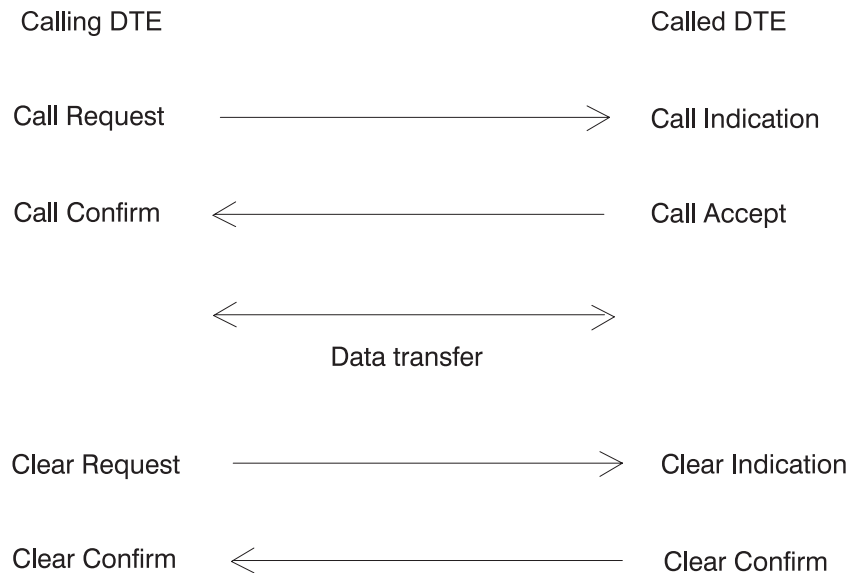 Calling DTE
Called DTE
Call Request
Call Indication
Call Confirm
Call Accept
Data transfer
Clear Request
Clear Indication
Clear Confirm
Clear Confirm